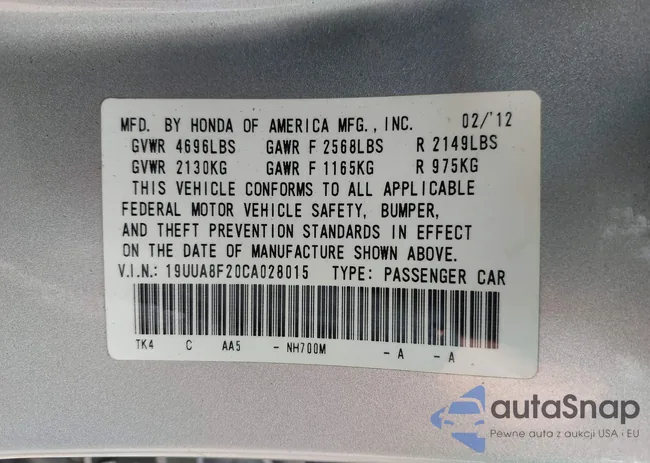 MFD. BY HONDA OF AMERICA MFG., INC. 02/'12
GVWR 4696LBS GAWR F 2568LBS R 2149LBS
GVWR 2130KG GAWR F 1165KG R 975KG
THIS VEHICLE CONFORMS TO ALL APPLICABLE
FEDERAL MOTOR VEHICLE SAFETY, BUMPER,
AND THEFT PREVENTION STANDARDS IN EFFECT
ON THE DATE OF MANUFACTURE SHOWN ABOVE.
V.I.N.: 19UUA8F20CA028015 TYPE: PASSENGER CAR
TK4 C AA5 - NH700M - A - A
autaSnap
Pewne auta z aukcji USA i EU